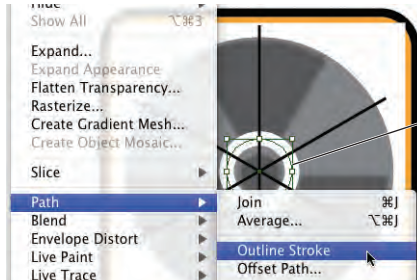 Hide
Show All ⌥⌘3
Expand...
Expand Appearance
Flatten Transparency...
Rasterize...
Create Gradient Mesh...
Create Object Mosaic...
Slice
Path
Blend
Envelope Distort
Live Paint
Live Trace
Join ⌘J
Average... ⌥⌘J
Outline Stroke
Offset Path...